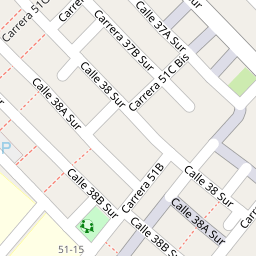 Carrera 51C
Calle 37A Sur
Carrera 37B Sur
Carrera 51C Bis
Calle 38 Sur
Calle 38A Sur
P
Calle 38B Sur
Carrera 51B
Calle 38 Sur
Calle 38A Sur
Calle 38B Sur
51-15